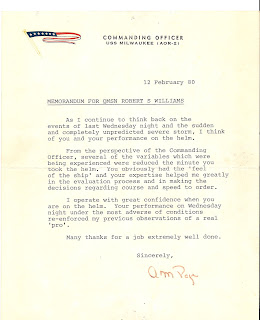 COMMANDING OFFICER
USS MILWAUKEE (AOR-2)
12 February 80
MEMORANDUM FOR QMSN ROBERT S WILLIAMS
As I continue to think back on the
events of last Wednesday night and the sudden
and completely unpredicted severe storm, I think
of you and your performance on the helm.
From the perspective of the Commanding
Officer, several of the variables which were
being experienced were reduced the minute you
took the helm. You obviously had the 'feel
of the ship' and your expertise helped me greatly
in the evaluation process and in making the
decisions regarding course and speed to order.
I operate with great confidence when you
are on the helm. Your performance on Wednesday
night under the most adverse of conditions
re-enforced my previous observations of a real
'pro'.
Many thanks for a job extremely well done.
Sincerely,